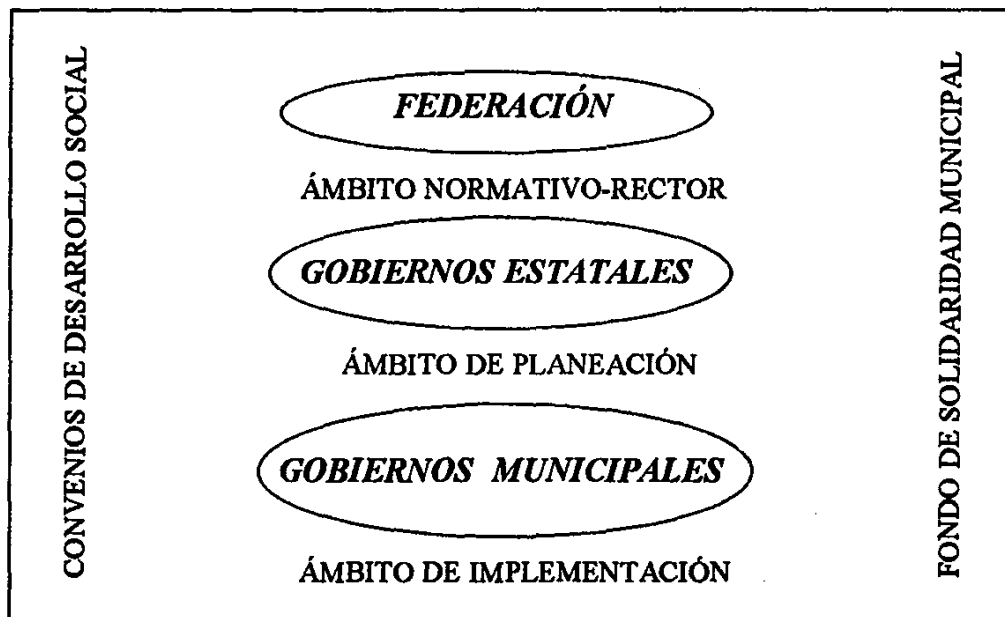 CONVENIOS DE DESARROLLO SOCIAL
FEDERACIÓN
ÁMBITO NORMATIVO-RECTOR
GOBIERNOS ESTATALES
ÁMBITO DE PLANEACIÓN
GOBIERNOS MUNICIPALES
ÁMBITO DE IMPLEMENTACIÓN
FONDO DE SOLIDARIDAD MUNICIPAL